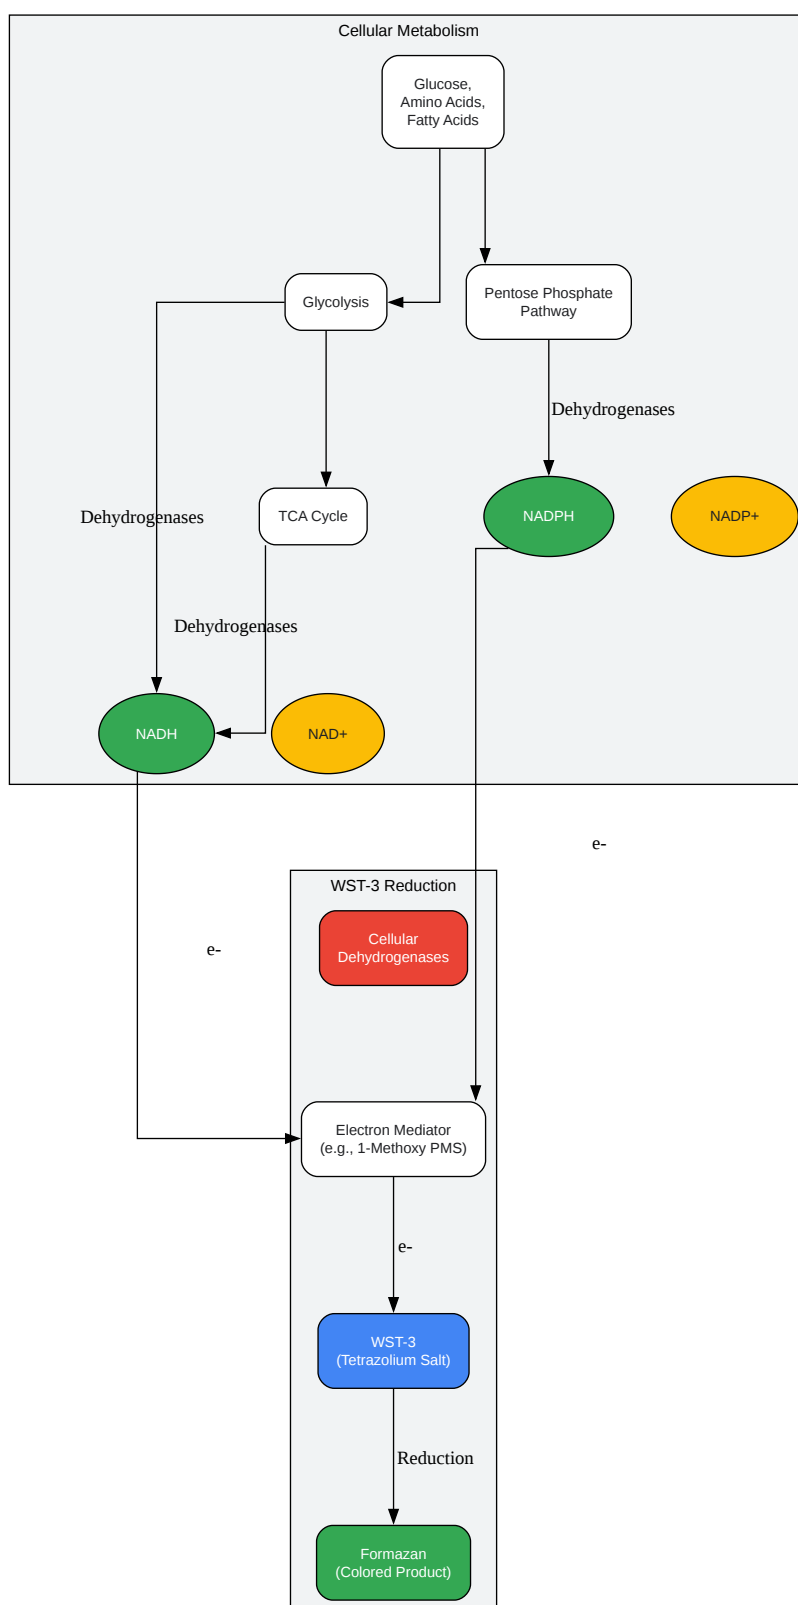 Cellular Metabolism
Glucose,
Amino Acids,
Fatty Acids
Glycolysis
Pentose Phosphate
Pathway
Dehydrogenases
Dehydrogenases
TCA Cycle
NADPH
NADP+
Dehydrogenases
NADH
NAD+
e-
WST-3 Reduction
Cellular
Dehydrogenases
e-
Electron Mediator
(e.g., 1-Methoxy PMS)
e-
WST-3
(Tetrazolium Salt)
Reduction
Formazan
(Colored Product)